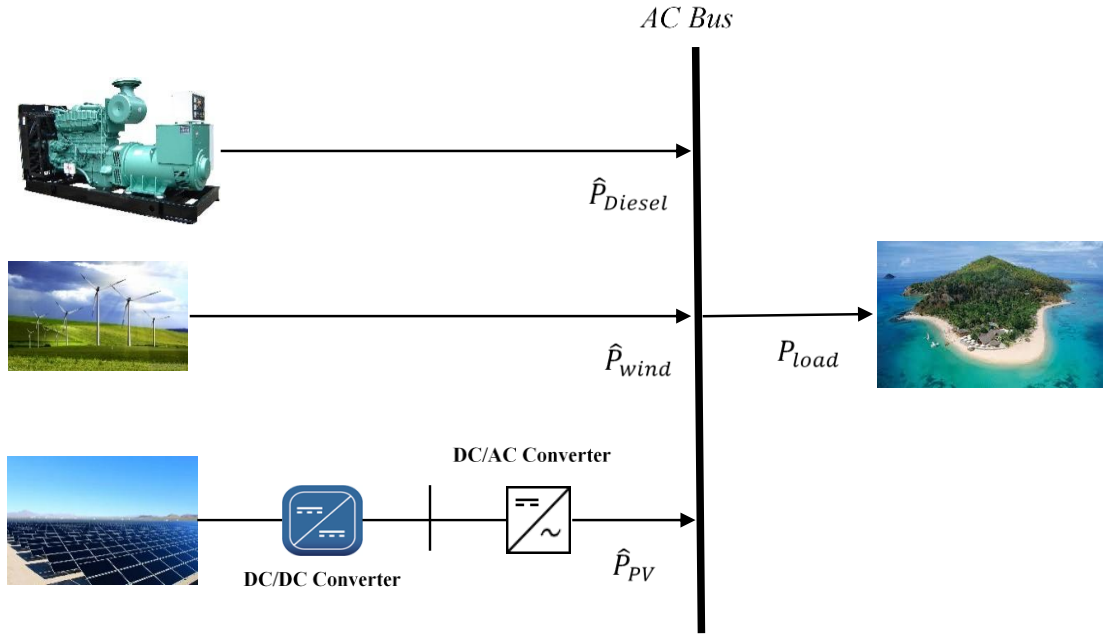 AC Bus
P̂_Diesel
P̂_wind
P_load
DC/AC Converter
P̂_PV
DC/DC Converter